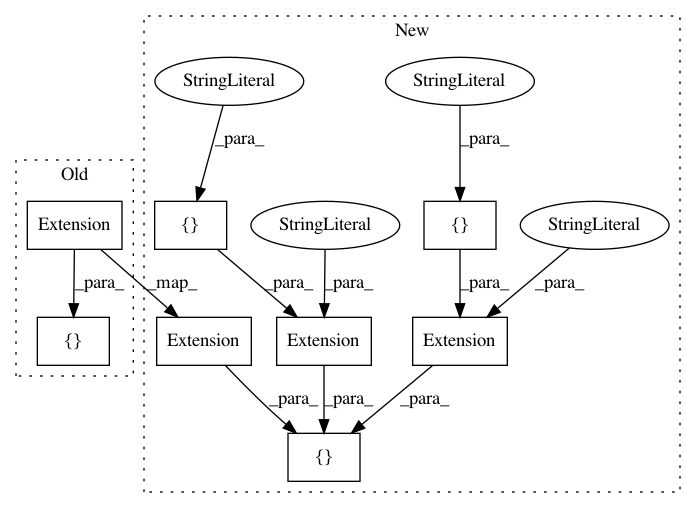 New
StringLiteral
StringLiteral
_para_
_para_
Old
Extension
{}
StringLiteral
{}
StringLiteral
_para_
_map_
_para_
_para_
_para_
_para_
{}
Extension
Extension
Extension
_para_
_para_
_para_
{}